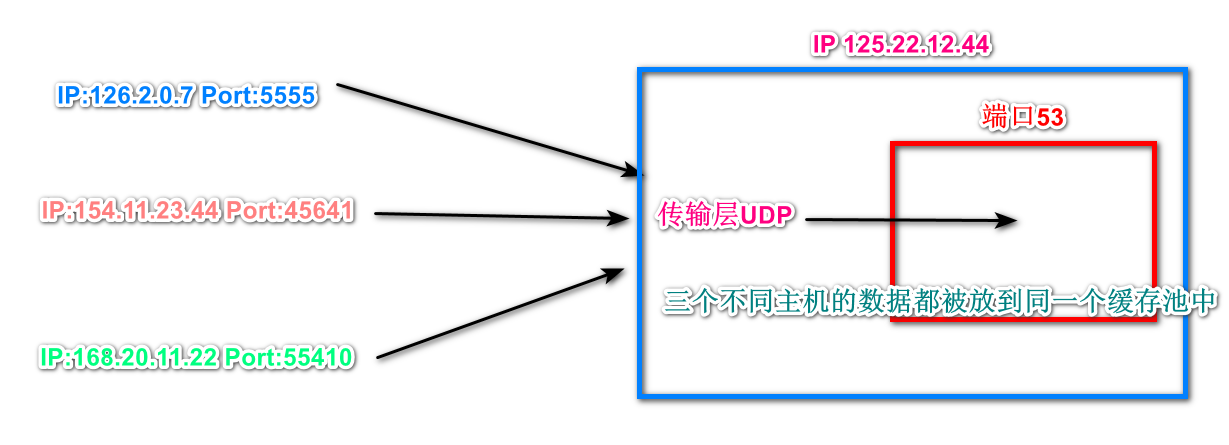 IP 125.22.12.44
IP:126.2.0.7 Port:5555
端口53
IP:154.11.23.44 Port:45641
传输层UDP
三个不同主机的数据都被放到同一个缓存池中
IP:168.20.11.22 Port:55410